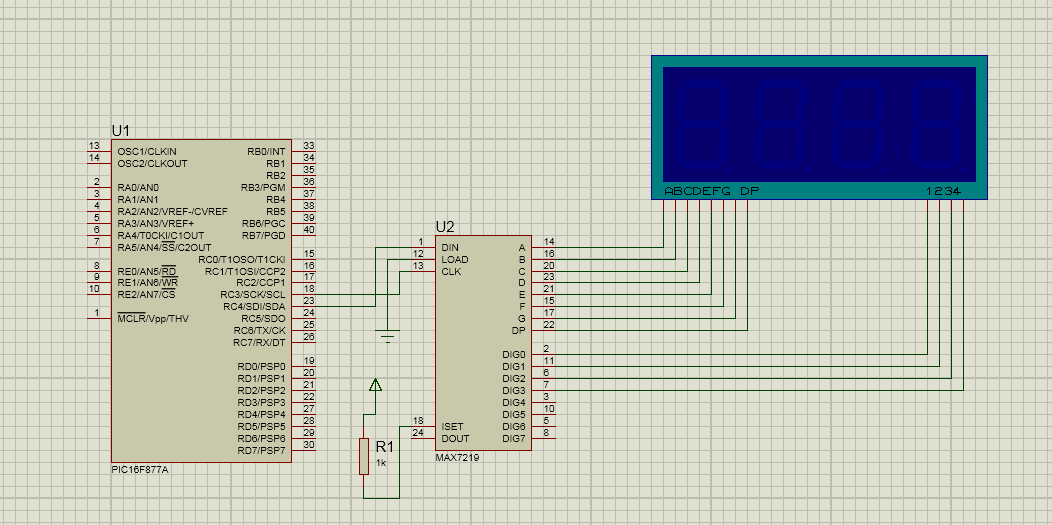 U1
13 OSC1/CLKIN RB0/INT 33
14 OSC2/CLKOUT RB1 34
RB2 35
2 RA0/AN0 RB3/PGM 36
3 RA1/AN1 RB4 37
4 RA2/AN2/VREF-/CVREF RB5 38
5 RA3/AN3/VREF+ RB6/PGC 39
6 RA4/T0CKI/C1OUT RB7/PGD 40
7 RA5/AN4/SS/C2OUT
RC0/T1OSO/T1CKI 15
8 RE0/AN5/RD RC1/T1OSI/CCP2 16
9 RE1/AN6/WR RC2/CCP1 17
10 RE2/AN7/CS RC3/SCK/SCL 18
RC4/SDI/SDA 23
1 MCLR/Vpp/THV RC5/SDO 24
RC6/TX/CK 25
RC7/RX/DT 26
RD0/PSP0 19
RD1/PSP1 20
RD2/PSP2 21
RD3/PSP3 22
RD4/PSP4 27
RD5/PSP5 28
RD6/PSP6 29
RD7/PSP7 30
PIC16F877A
U2
1 DIN A 14
12 LOAD B 16
13 CLK C 20
D 23
E 21
F 15
G 17
DP 22
DIG0 2
DIG1 11
DIG2 6
DIG3 7
DIG4 3
DIG5 10
18 ISET DIG6 5
24 DOUT DIG7 8
MAX7219
R1
1k
ABCDEFG DP 1234